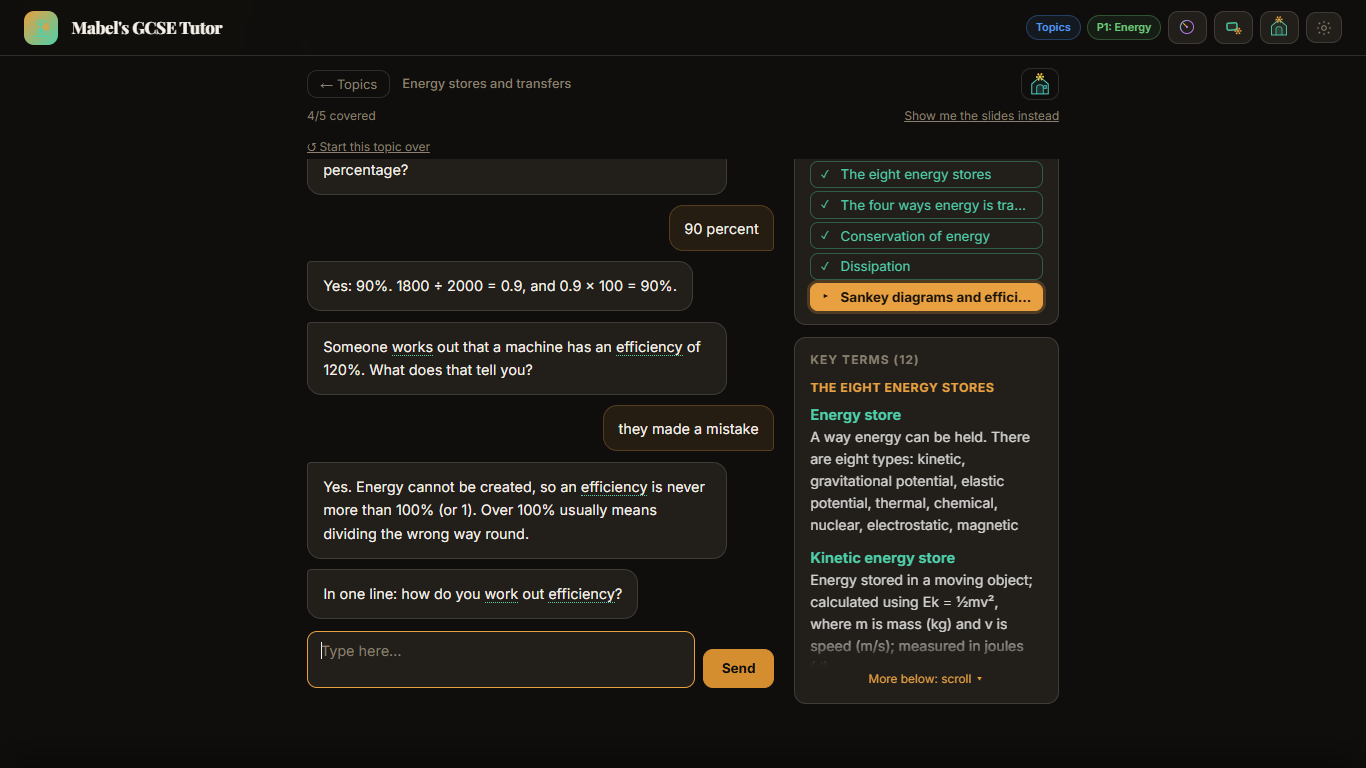 Mabel's GCSE Tutor
Topics
P1: Energy
← Topics
Energy stores and transfers
4/5 covered
Show me the slides instead
↺ Start this topic over
percentage?
90 percent
Yes: 90%. 1800 ÷ 2000 = 0.9, and 0.9 × 100 = 90%.
Someone works out that a machine has an efficiency of
120%. What does that tell you?
they made a mistake
Yes. Energy cannot be created, so an efficiency is never
more than 100% (or 1). Over 100% usually means
dividing the wrong way round.
In one line: how do you work out efficiency?
Type here...
Send
✓ The eight energy stores
✓ The four ways energy is tra...
✓ Conservation of energy
✓ Dissipation
‣ Sankey diagrams and effici...
KEY TERMS (12)
THE EIGHT ENERGY STORES
Energy store
A way energy can be held. There
are eight types: kinetic,
gravitational potential, elastic
potential, thermal, chemical,
nuclear, electrostatic, magnetic
Kinetic energy store
Energy stored in a moving object;
calculated using Ek = ½mv²,
where m is mass (kg) and v is
speed (m/s); measured in joules
More below: scroll ▾